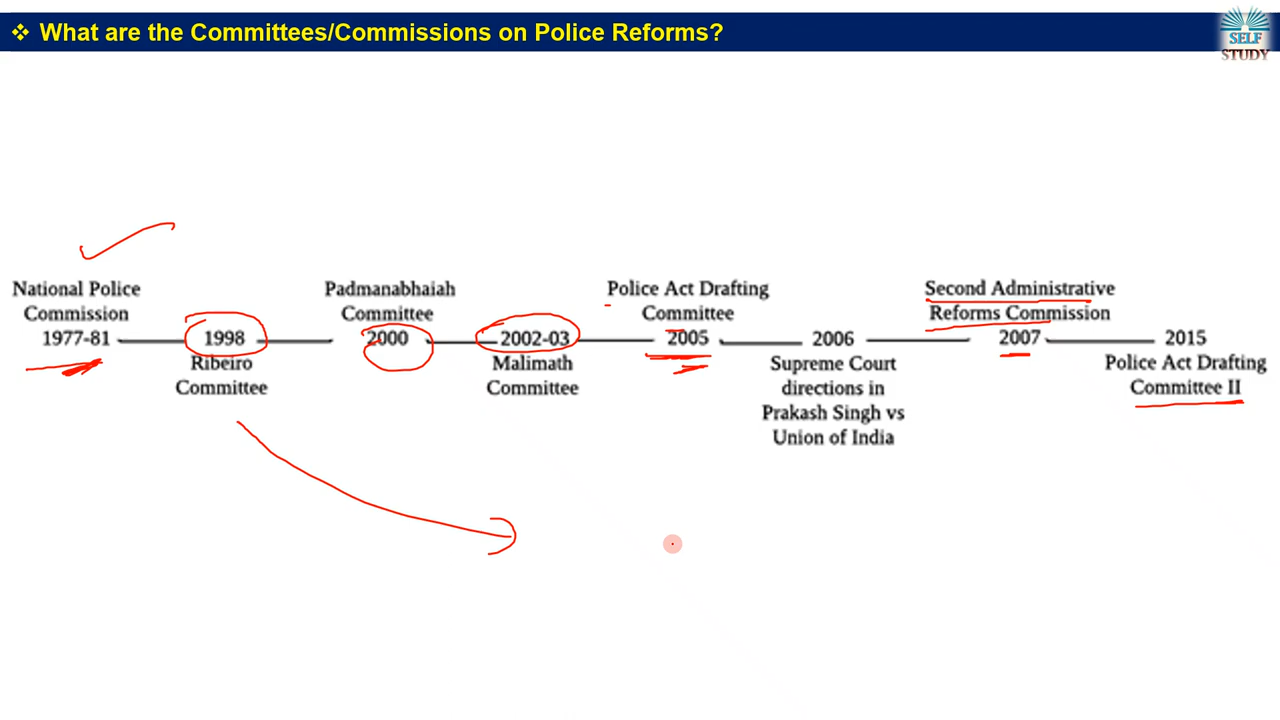 ❖ What are the Committees/Commissions on Police Reforms?
SELF
STUDY
National Police
Commission
1977-81
1998
Ribeiro
Committee
Padmanabhaiah
Committee
2000
2002-03
Malimath
Committee
Police Act Drafting
Committee
2005
2006
Supreme Court
directions in
Prakash Singh vs
Union of India
Second Administrative
Reforms Commission
2007
2015
Police Act Drafting
Committee II